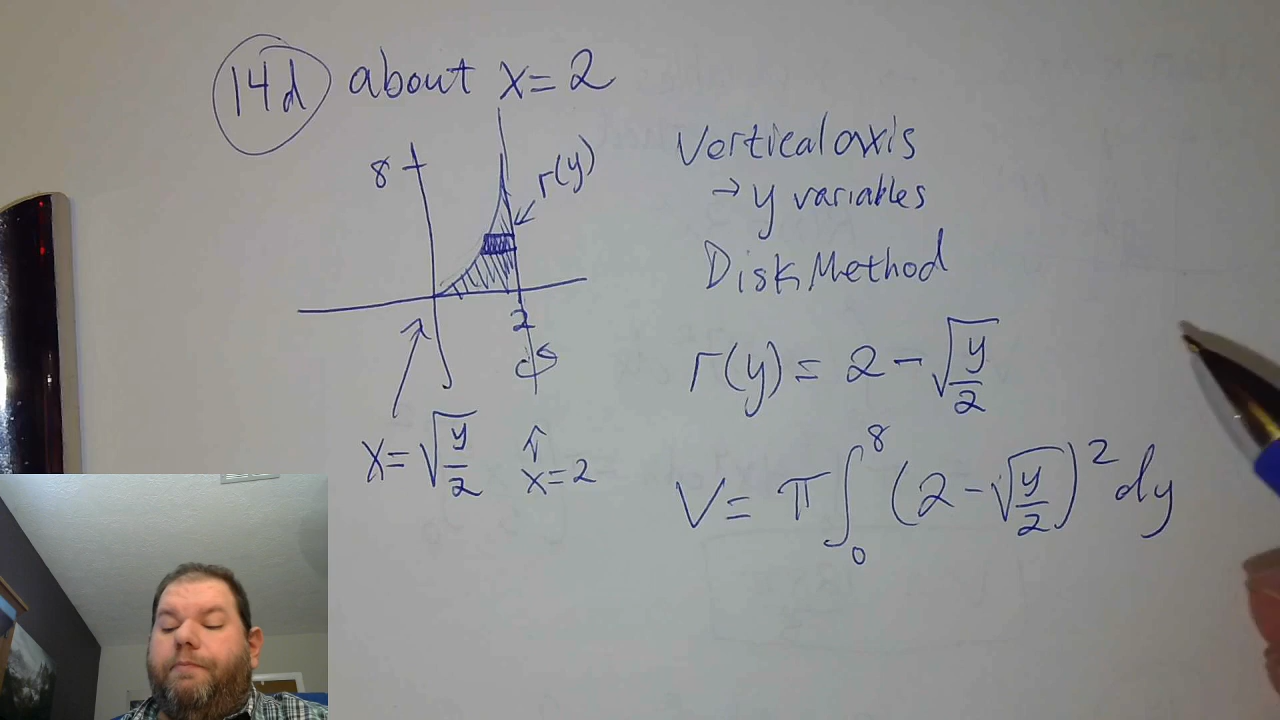 14d about x=2
8
r(y)
2
x=√(y/2)
x=2
Vertical axis
→ y variables
Disk Method
r(y) = 2 - √(y/2)
V = π∫₀⁸ (2-√(y/2))² dy